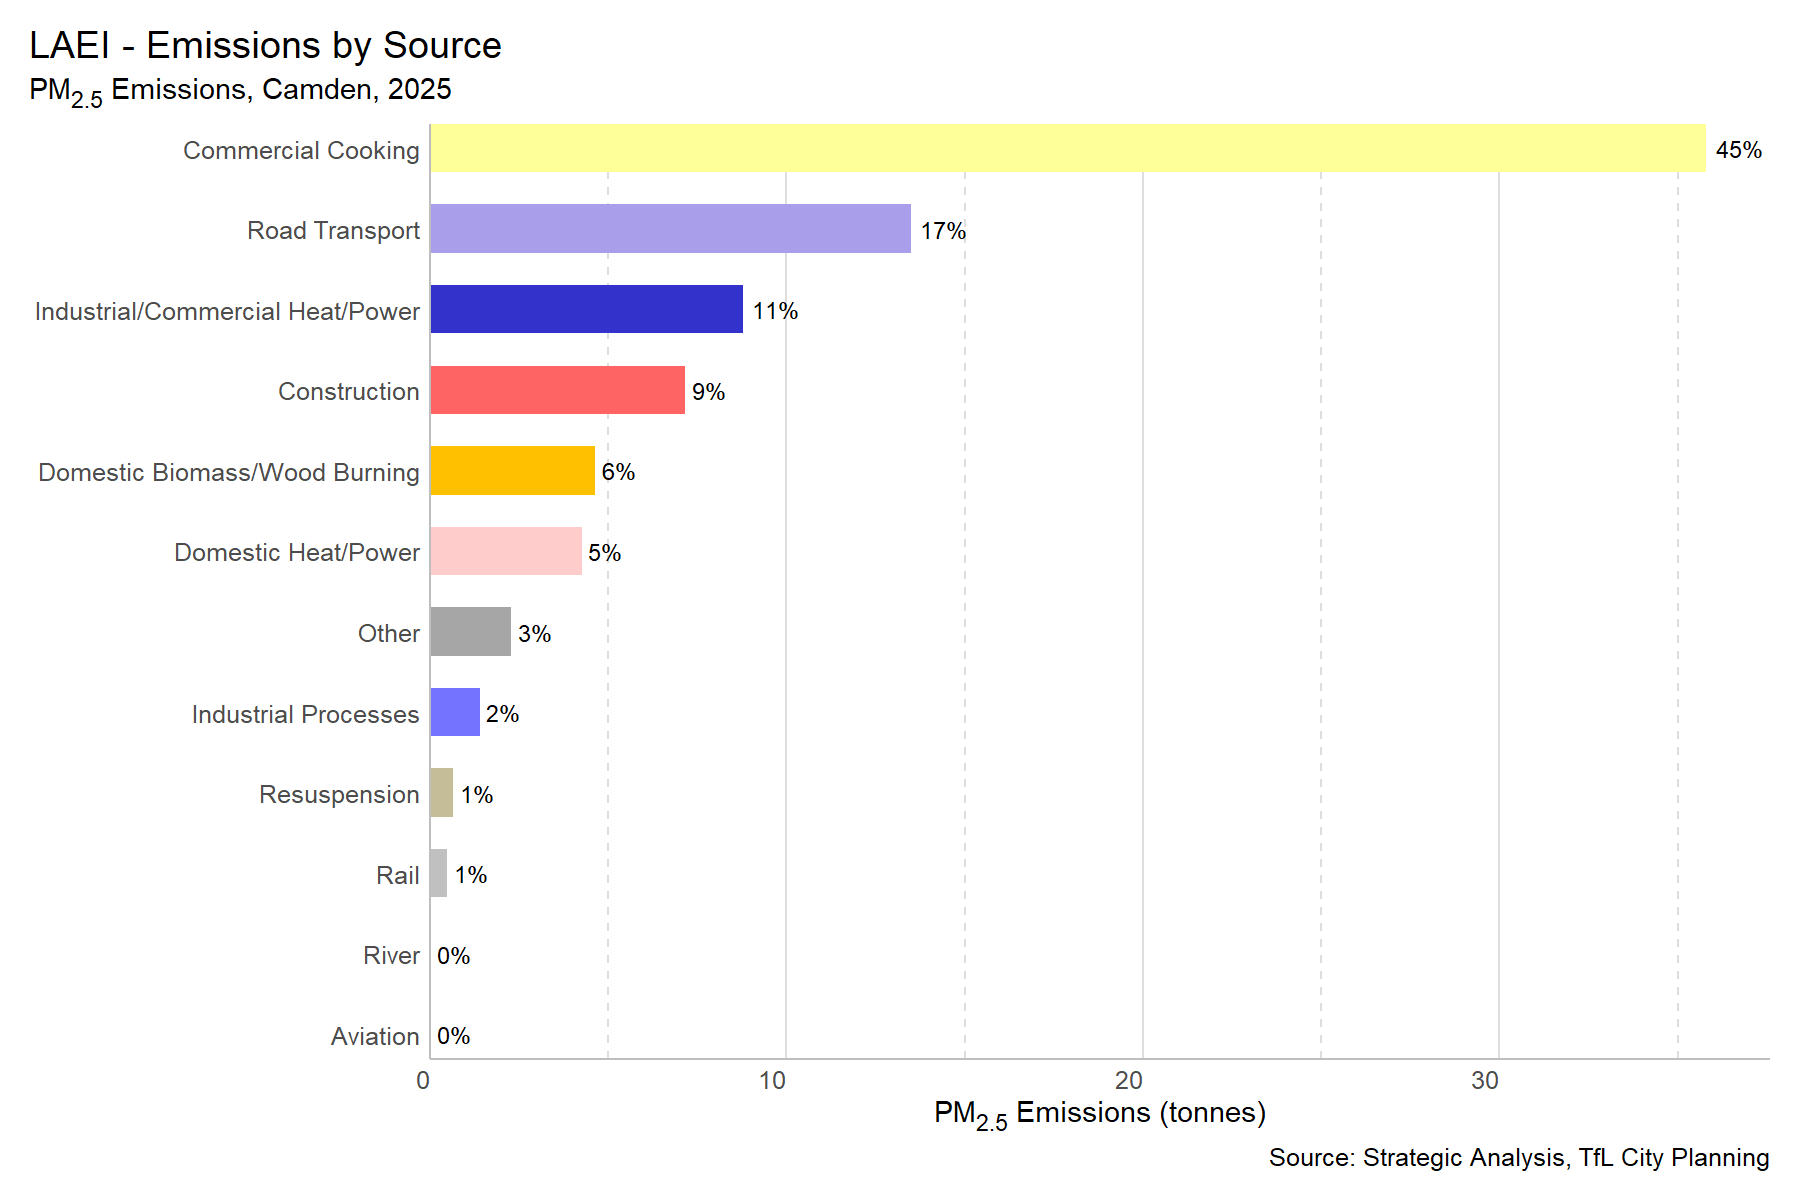 LAEI - Emissions by Source
PM2.5 Emissions, Camden, 2025
Commercial Cooking 45%
Road Transport 17%
Industrial/Commercial Heat/Power 11%
Construction 9%
Domestic Biomass/Wood Burning 6%
Domestic Heat/Power 5%
Other 3%
Industrial Processes 2%
Resuspension 1%
Rail 1%
River 0%
Aviation 0%
0 10 20 30
PM2.5 Emissions (tonnes)
Source: Strategic Analysis, TfL City Planning